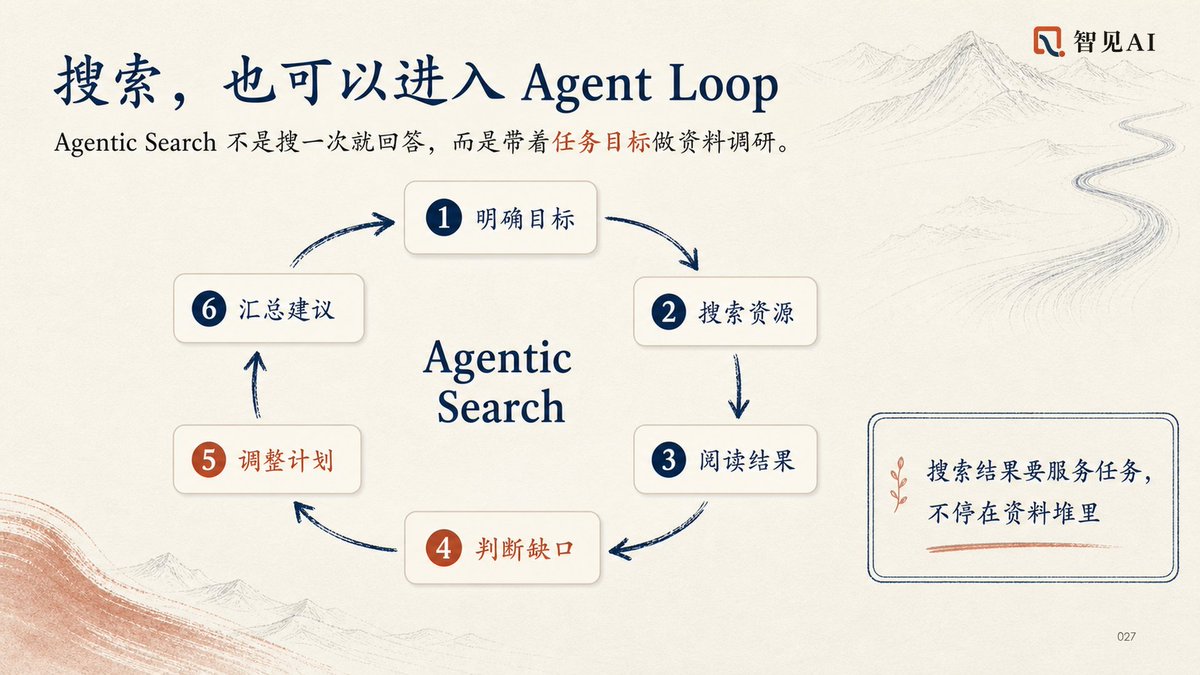 智见AI
搜索，也可以进入 Agent Loop
Agentic Search 不是搜一次就回答，而是带着任务目标做资料调研。
1 明确目标
2 搜索资源
3 阅读结果
4 判断缺口
5 调整计划
6 汇总建议
Agentic
Search
搜索结果要服务任务，
不停在资料堆里
027